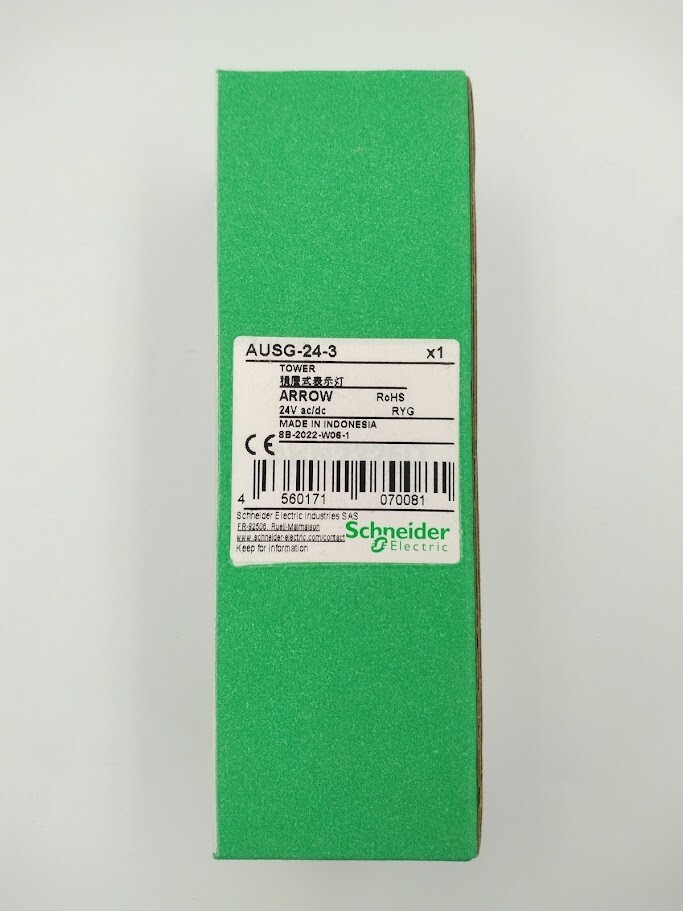 AUSG-24-3 x1
TOWER
積層式表示灯
ARROW RoHS
24V ac/dc RYG
MADE IN INDONESIA
8B-2022-W06-1
CE
4 560171 070081
Schneider Electric Industries SAS
FR-92506, Rueil-Malmaison
www.schneider-electric.com/contact
Keep for information
Schneider
Electric